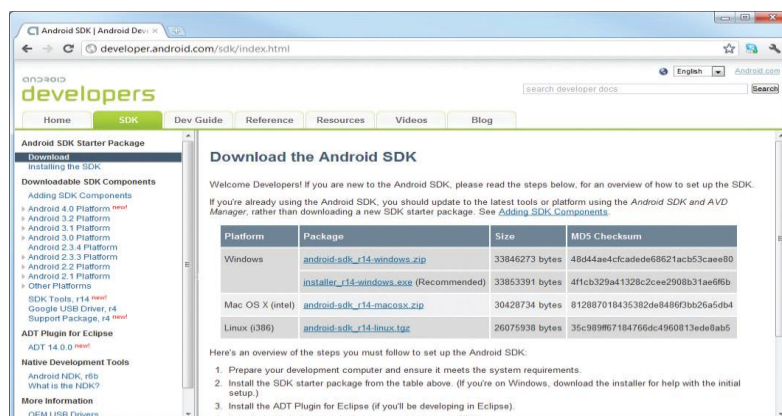 Android SDK | Android Dev
developer.android.com/sdk/index.html
English Android.com
android
developers
search developer docs Search
Home SDK Dev Guide Reference Resources Videos Blog
Android SDK Starter Package
Download
Installing the SDK
Downloadable SDK Components
Adding SDK Components
Android 4.0 Platform new!
Android 3.2 Platform
Android 3.1 Platform
Android 3.0 Platform
Android 2.3.4 Platform
Android 2.3.3 Platform
Android 2.2 Platform
Android 2.1 Platform
Other Platforms
SDK Tools, r14 new!
Google USB Driver, r4
Support Package, r4 new!
ADT Plugin for Eclipse
ADT 14.0.0 new!
Native Development Tools
Android NDK, r6b
What is the NDK?
More Information
OEM USB Drivers
Download the Android SDK
Welcome Developers! If you are new to the Android SDK, please read the steps below, for an overview of how to set up the SDK.
If you're already using the Android SDK, you should update to the latest tools or platform using the Android SDK and AVD
Manager, rather than downloading a new SDK starter package. See Adding SDK Components.
Platform Package Size MD5 Checksum
Windows android-sdk_r14-windows.zip 33846273 bytes 48d44ae4cfcadede68621acb53caee80
installer_r14-windows.exe (Recommended) 33853391 bytes 4f1cb329a41328c2cee2908b31ae6f6b
Mac OS X (intel) android-sdk_r14-macosx.zip 30428734 bytes 812887018435382de8486f3bb26a5db4
Linux (i386) android-sdk_r14-linux.tgz 26075938 bytes 35c989ff67184766dc4960813ede8ab5
Here's an overview of the steps you must follow to set up the Android SDK:
1. Prepare your development computer and ensure it meets the system requirements.
2. Install the SDK starter package from the table above. (If you're on Windows, download the installer for help with the initial
setup.)
3. Install the ADT Plugin for Eclipse (if you'll be developing in Eclipse).